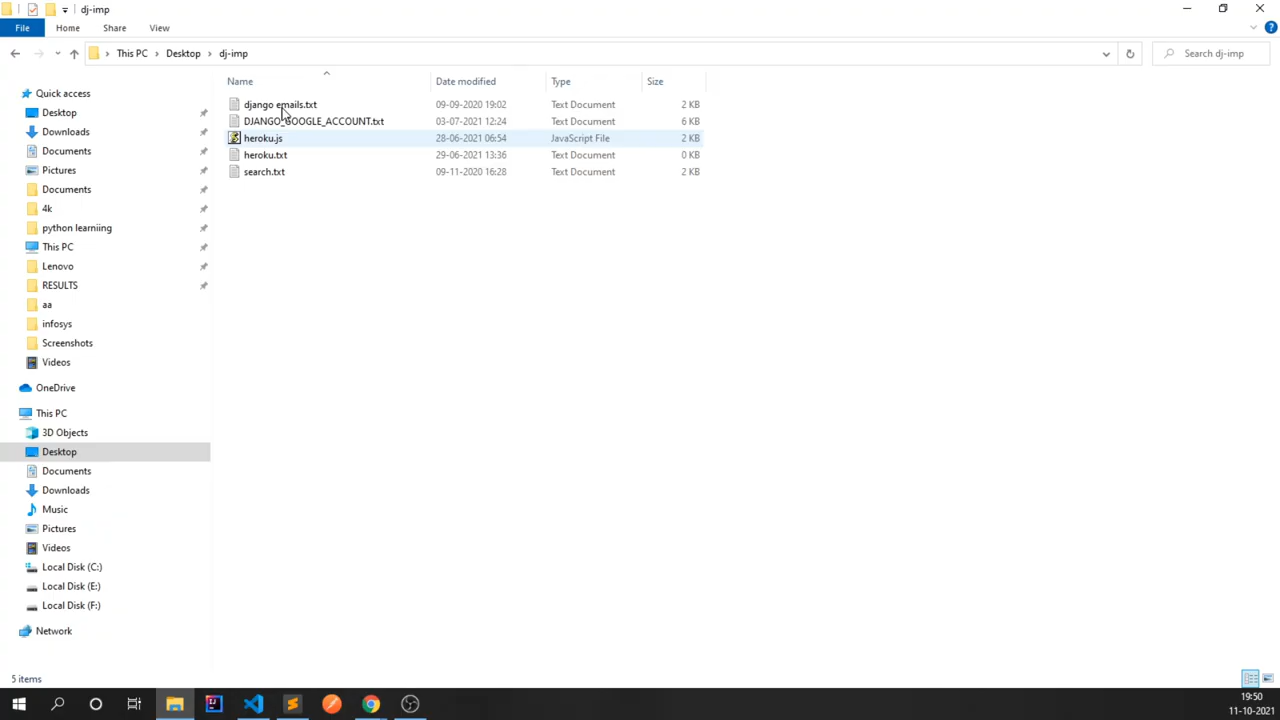 dj-imp
File Home Share View
This PC Desktop dj-imp Search dj-imp
Name Date modified Type Size
django emails.txt 09-09-2020 19:02 Text Document 2 KB
DJANGO_GOOGLE_ACCOUNT.txt 03-07-2021 12:24 Text Document 6 KB
heroku.js 28-06-2021 06:54 JavaScript File 2 KB
heroku.txt 29-06-2021 13:36 Text Document 0 KB
search.txt 09-11-2020 16:28 Text Document 2 KB
Quick access
Desktop
Downloads
Documents
Pictures
Documents
4k
python learniing
This PC
Lenovo
RESULTS
aa
infosys
Screenshots
Videos
OneDrive
This PC
3D Objects
Desktop
Documents
Downloads
Music
Pictures
Videos
Local Disk (C:)
Local Disk (E:)
Local Disk (F:)
Network
5 items
19:50
11-10-2021